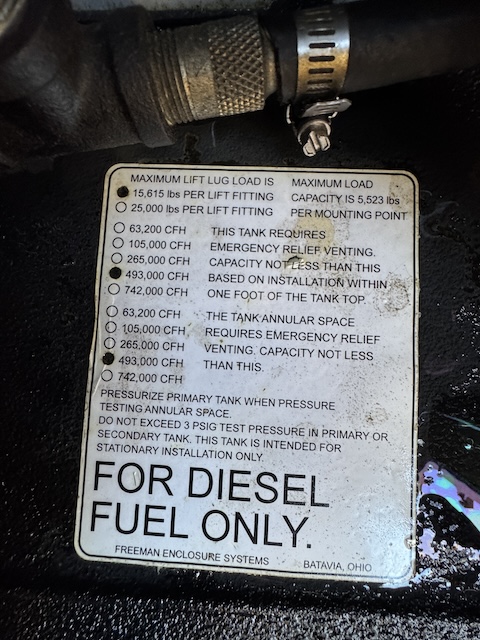 MAXIMUM LIFT LUG LOAD IS MAXIMUM LOAD
15,615 lbs PER LIFT FITTING CAPACITY IS 5,523 lbs
25,000 lbs PER LIFT FITTING PER MOUNTING POINT
63,200 CFH THIS TANK REQUIRES
105,000 CFH EMERGENCY RELIEF VENTING.
265,000 CFH CAPACITY NOT LESS THAN THIS
493,000 CFH BASED ON INSTALLATION WITHIN
742,000 CFH ONE FOOT OF THE TANK TOP.
63,200 CFH THE TANK ANNULAR SPACE
105,000 CFH REQUIRES EMERGENCY RELIEF
265,000 CFH VENTING. CAPACITY NOT LESS
493,000 CFH THAN THIS.
742,000 CFH
PRESSURIZE PRIMARY TANK WHEN PRESSURE
TESTING ANNULAR SPACE.
DO NOT EXCEED 3 PSIG TEST PRESSURE IN PRIMARY OR
SECONDARY TANK. THIS TANK IS INTENDED FOR
STATIONARY INSTALLATION ONLY.
FOR DIESEL
FUEL ONLY.
FREEMAN ENCLOSURE SYSTEMS BATAVIA, OHIO